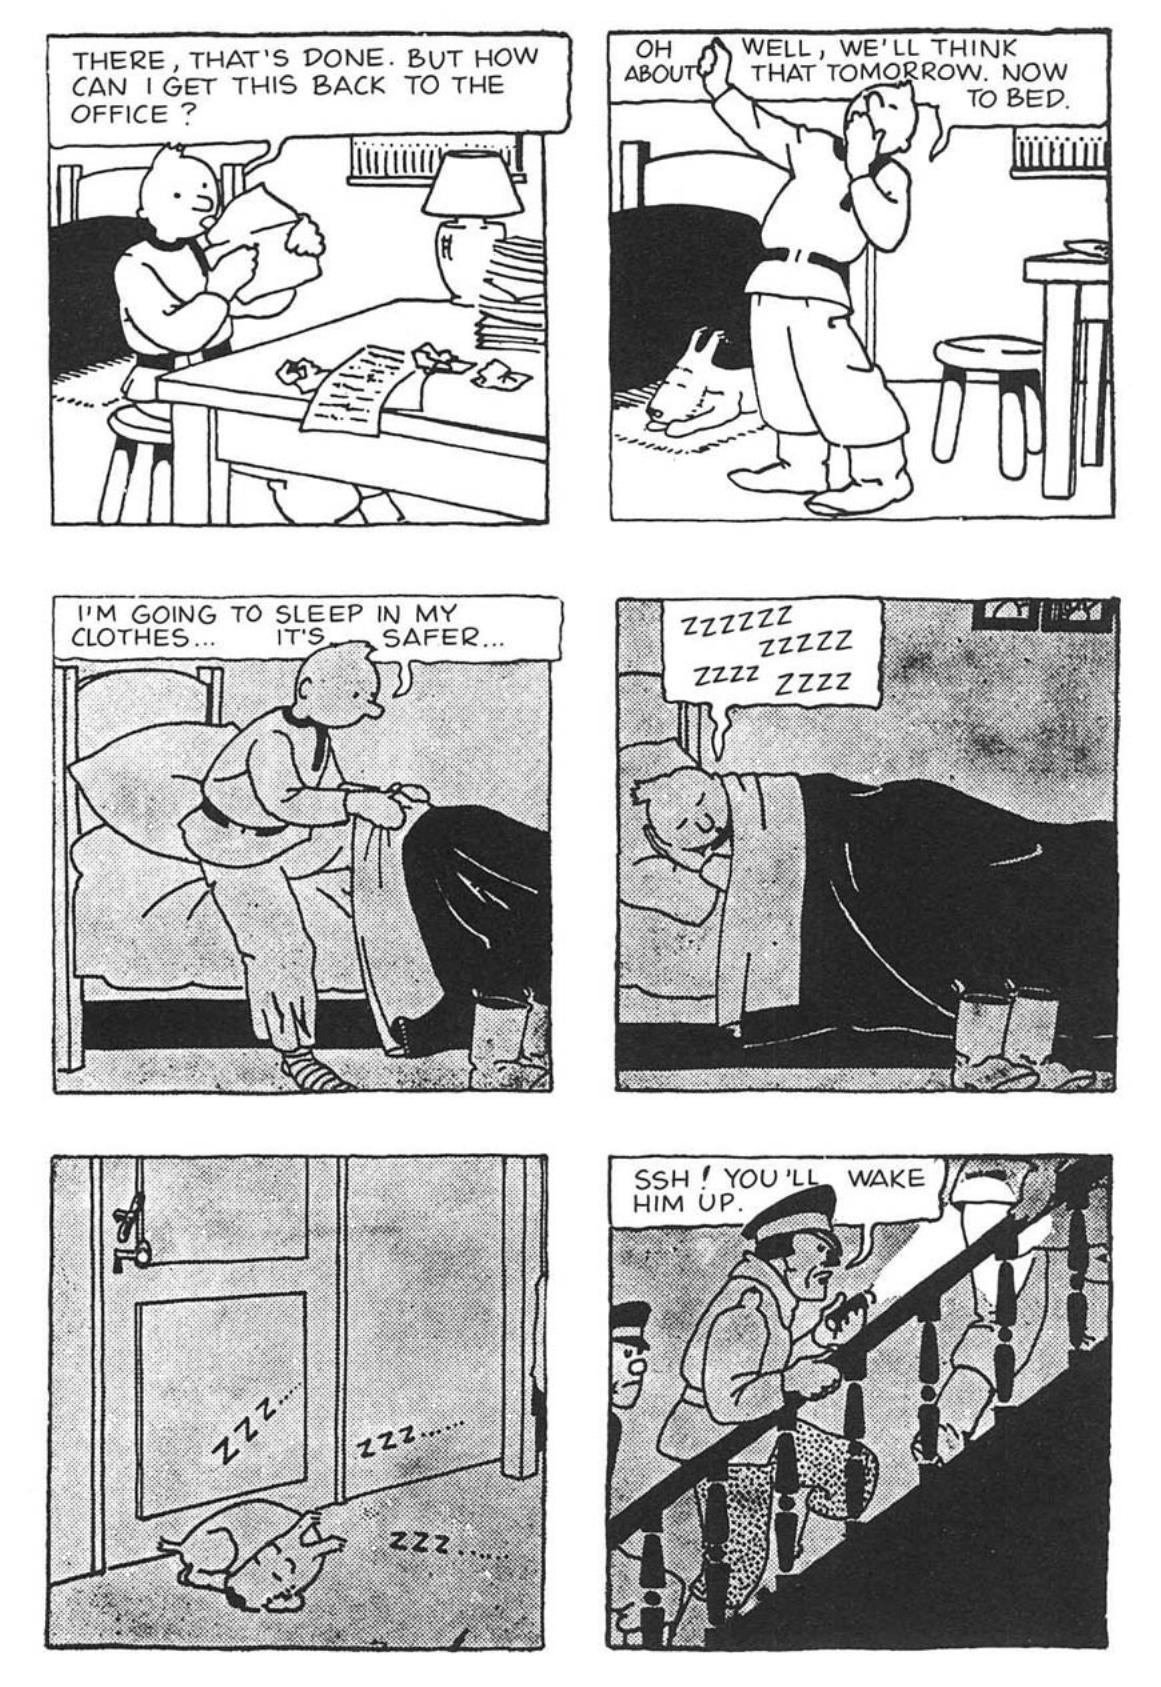 THERE, THAT'S DONE. BUT HOW
CAN I GET THIS BACK TO THE
OFFICE ?
OH WELL, WE'LL THINK
ABOUT THAT TOMORROW. NOW
TO BED.
I'M GOING TO SLEEP IN MY
CLOTHES... IT'S SAFER...
ZZZZZZ
ZZZZZ
ZZZZ ZZZZ
ZZZ...
ZZZ......
ZZZ......
SSH ! YOU'LL WAKE
HIM UP.